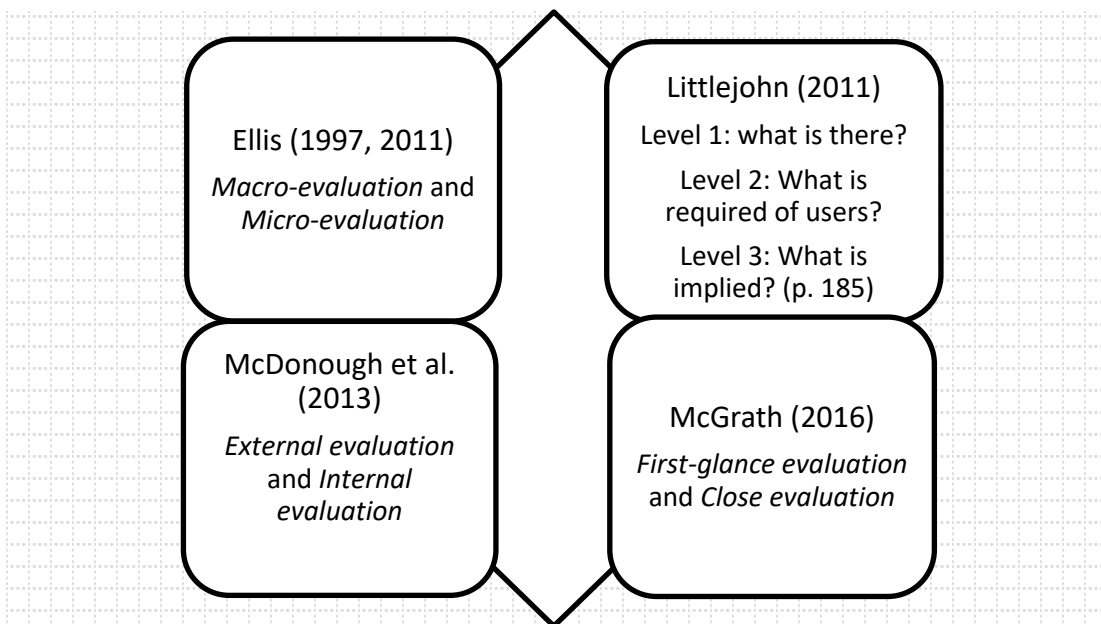 Ellis (1997, 2011)
Macro-evaluation and
Micro-evaluation
Littlejohn (2011)
Level 1: what is there?
Level 2: What is
required of users?
Level 3: What is
implied? (p. 185)
McDonough et al.
(2013)
External evaluation
and Internal
evaluation
McGrath (2016)
First-glance evaluation
and Close evaluation